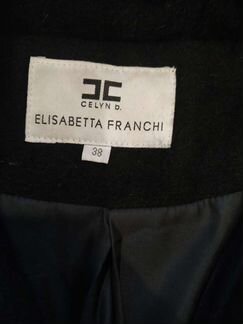 CELYN b.
ELISABETTA FRANCHI
38